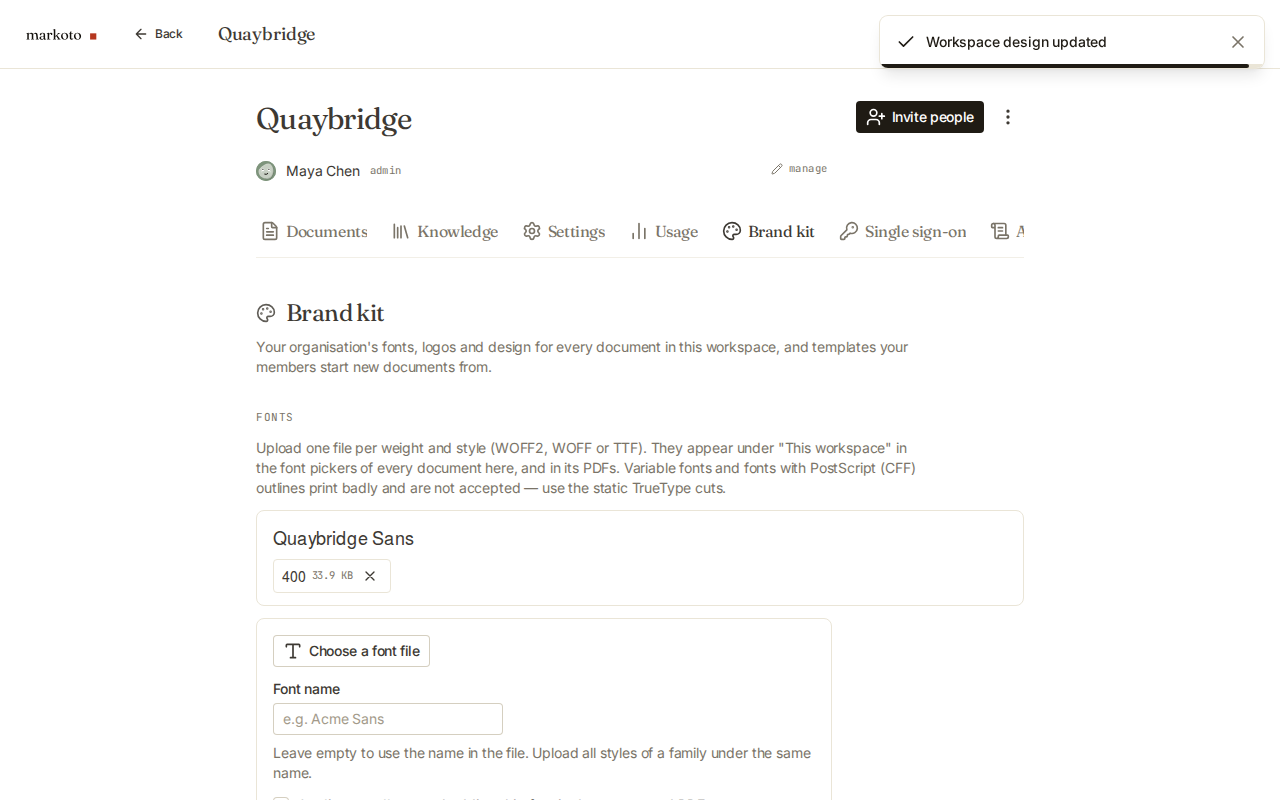 markoto
Back
Quaybridge
Workspace design updated
Quaybridge
Invite people
Maya Chen admin
manage
Documents
Knowledge
Settings
Usage
Brand kit
Single sign-on
Brand kit
Your organisation's fonts, logos and design for every document in this workspace, and templates your
members start new documents from.
FONTS
Upload one file per weight and style (WOFF2, WOFF or TTF). They appear under "This workspace" in
the font pickers of every document here, and in its PDFs. Variable fonts and fonts with PostScript (CFF)
outlines print badly and are not accepted — use the static TrueType cuts.
Quaybridge Sans
400 33.9 KB
Choose a font file
Font name
e.g. Acme Sans
Leave empty to use the name in the file. Upload all styles of a family under the same
name.